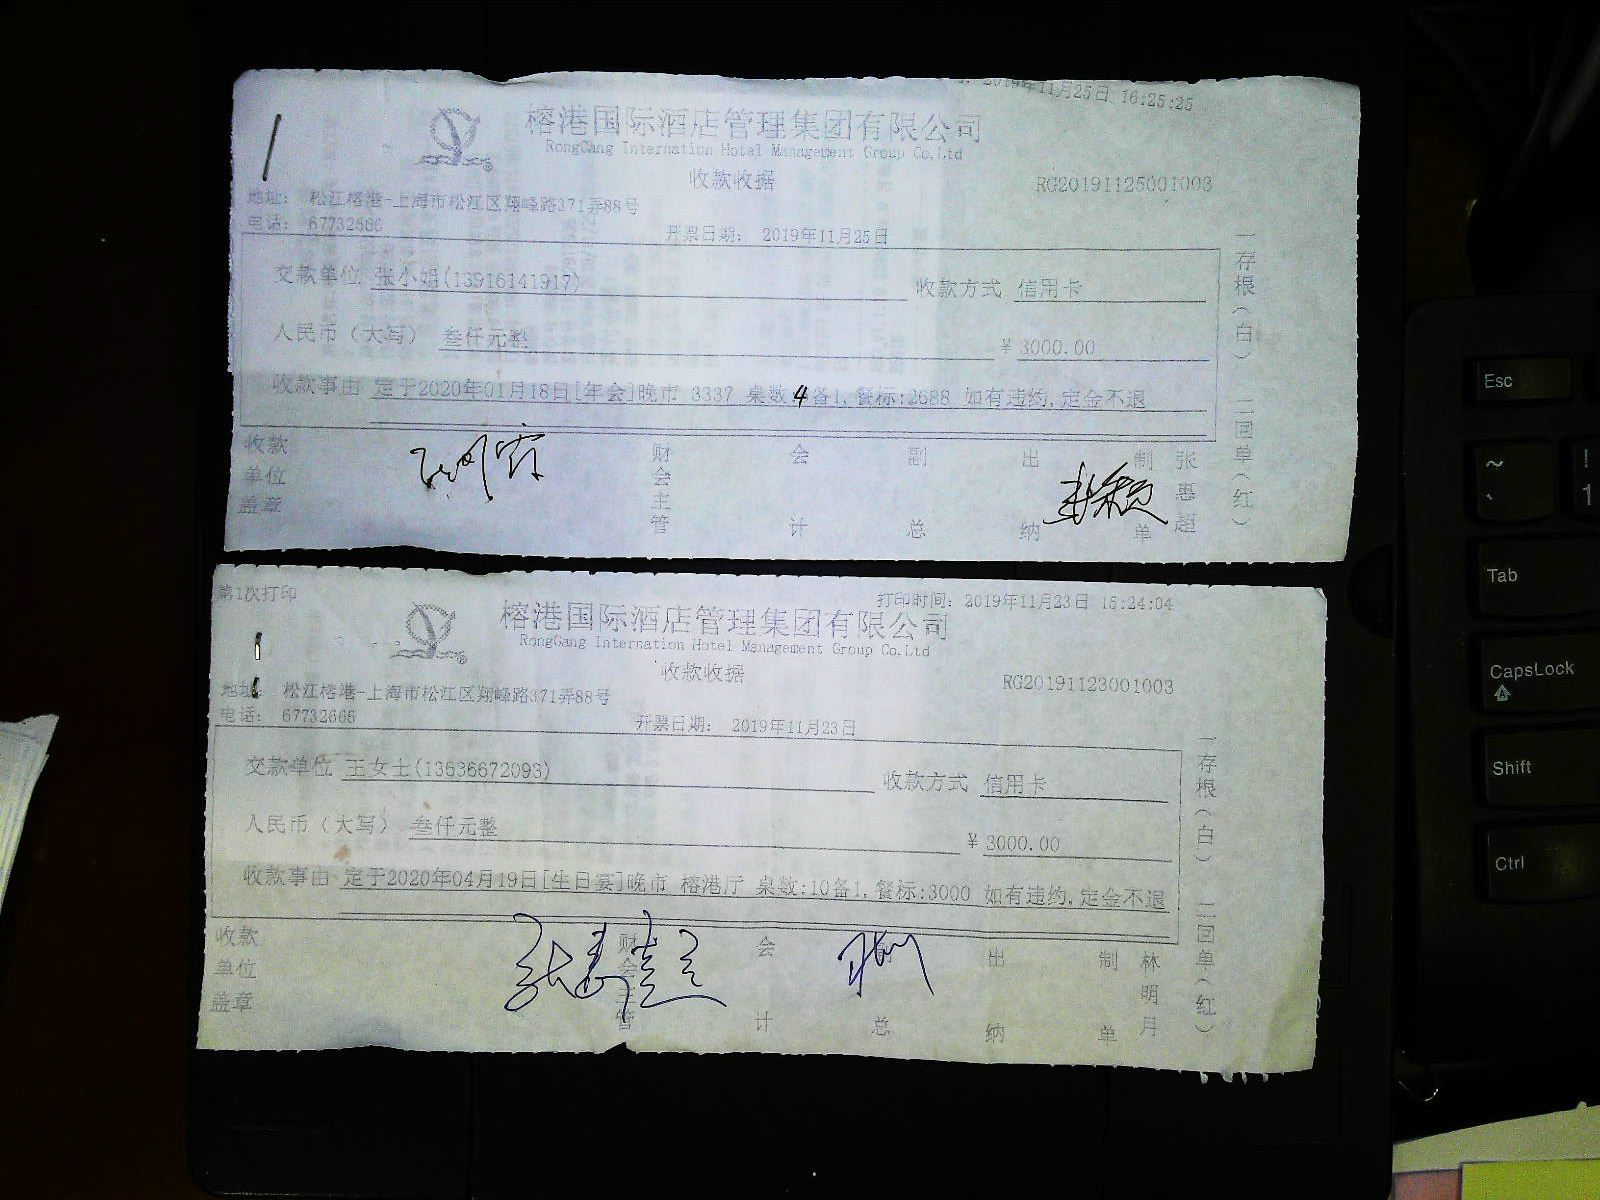 2019年11月25日 16:25:25
榕港国际酒店管理集团有限公司
RongGang Internation Hotel Management Group Co,Ltd
收款收据
RG20191125001003
地址: 松江榕港-上海市松江区翔峰路371弄88号
电话: 67732666
开票日期: 2019年11月25日
交款单位 张小娟(13916141917) 收款方式 信用卡
人民币(大写) 叁仟元整 ¥ 3000.00
收款事由 定于2020年01月18日[年会]晚市 3337 桌数:4备1,餐标:2688 如有违约,定金不退
收款单位盖章 财会主管 会计 副总 出纳 制单 张惠超
一存根(白) 二回单(红)
第1次打印
打印时间: 2019年11月23日 15:24:04
榕港国际酒店管理集团有限公司
RongGang Internation Hotel Management Group Co,Ltd
收款收据
RG20191123001003
地址: 松江榕港-上海市松江区翔峰路371弄88号
电话: 67732666
开票日期: 2019年11月23日
交款单位 王女士(13636672093) 收款方式 信用卡
人民币(大写) 叁仟元整 ¥ 3000.00
收款事由 定于2020年04月19日[生日宴]晚市 榕港厅 桌数:10备1,餐标:3000 如有违约,定金不退
收款单位盖章 财会主管 会计 副总 出纳 制单 林明月
一存根(白) 二回单(红)
Esc
~
`
!
1
Tab
CapsLock
A
Shift
Ctrl